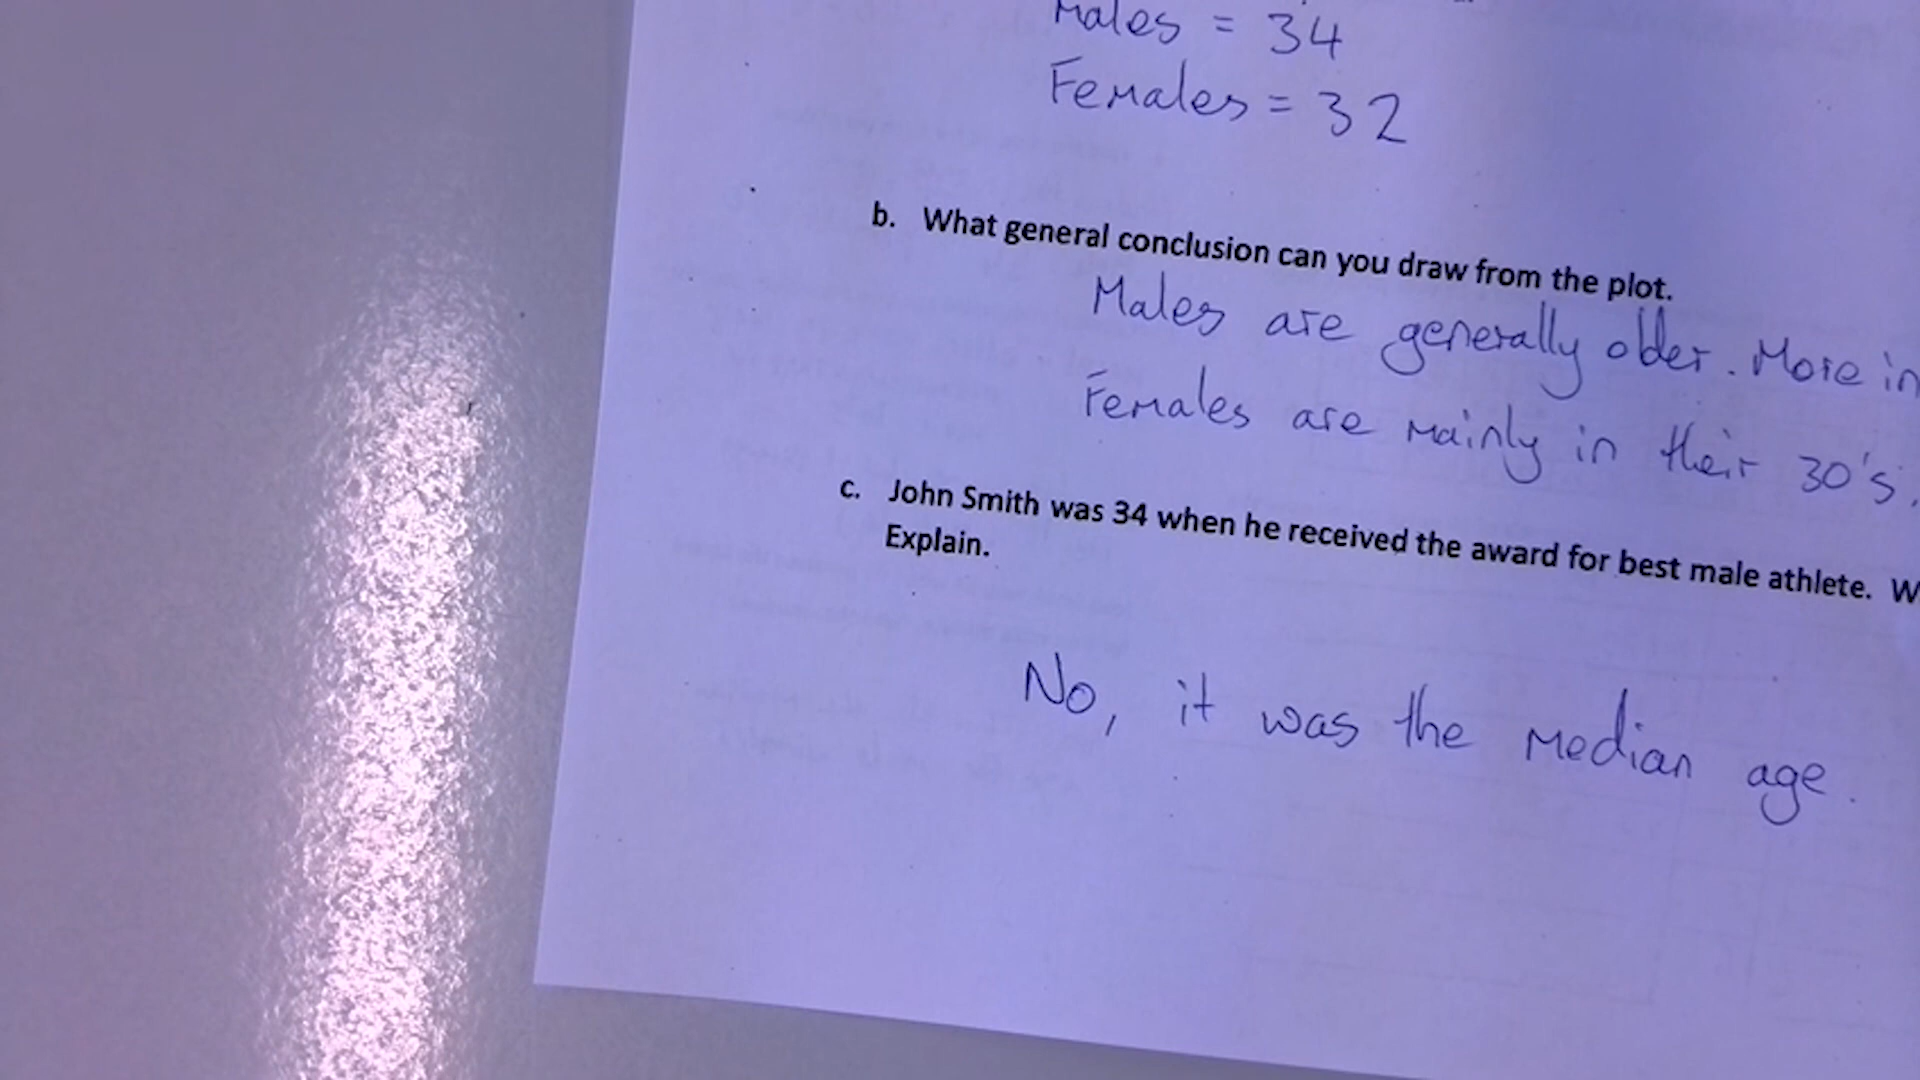 Males = 34
Females = 32
b. What general conclusion can you draw from the plot.
Males are generally older. More in
Females are mainly in their 30's.
c. John Smith was 34 when he received the award for best male athlete.
Explain.
No, it was the median age.